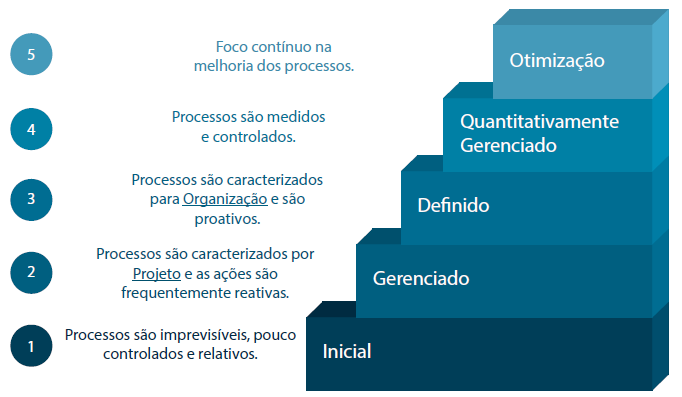 5
Foco contínuo na
melhoria dos processos.
Otimização
4
Processos são medidos
e controlados.
Quantitativamente
Gerenciado
3
Processos são caracterizados
para Organização e são
proativos.
Definido
2
Processos são caracterizados por
Projeto e as ações são
frequentemente reativas.
Gerenciado
1
Processos são imprevisíveis, pouco
controlados e relativos.
Inicial